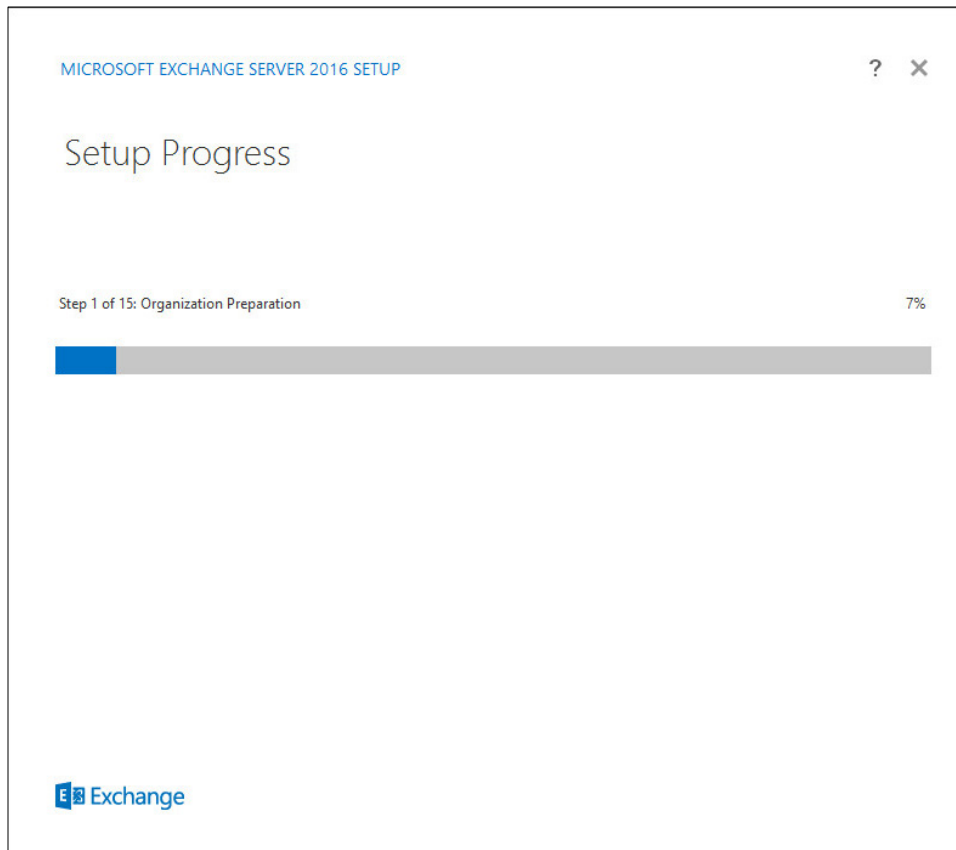 MICROSOFT EXCHANGE SERVER 2016 SETUP ? ✕
Setup Progress
Step 1 of 15: Organization Preparation 7%
E Exchange